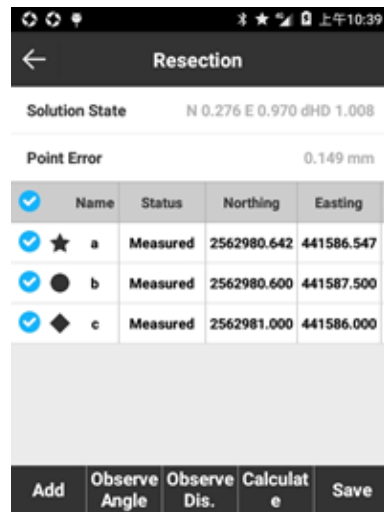 上午10:39
Resection
Solution State N 0.276 E 0.970 dHD 1.008
Point Error 0.149 mm
Name Status Northing Easting
a Measured 2562980.642 441586.547
b Measured 2562980.600 441587.500
c Measured 2562981.000 441586.000
Add Observe Angle Observe Dis. Calculate Save